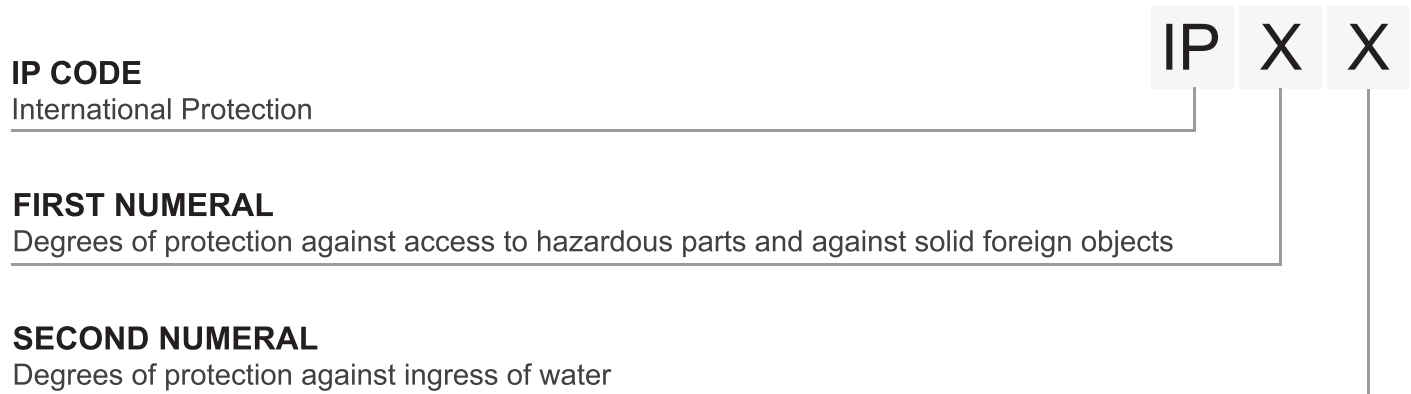 IP X X
IP CODE
International Protection
FIRST NUMERAL
Degrees of protection against access to hazardous parts and against solid foreign objects
SECOND NUMERAL
Degrees of protection against ingress of water